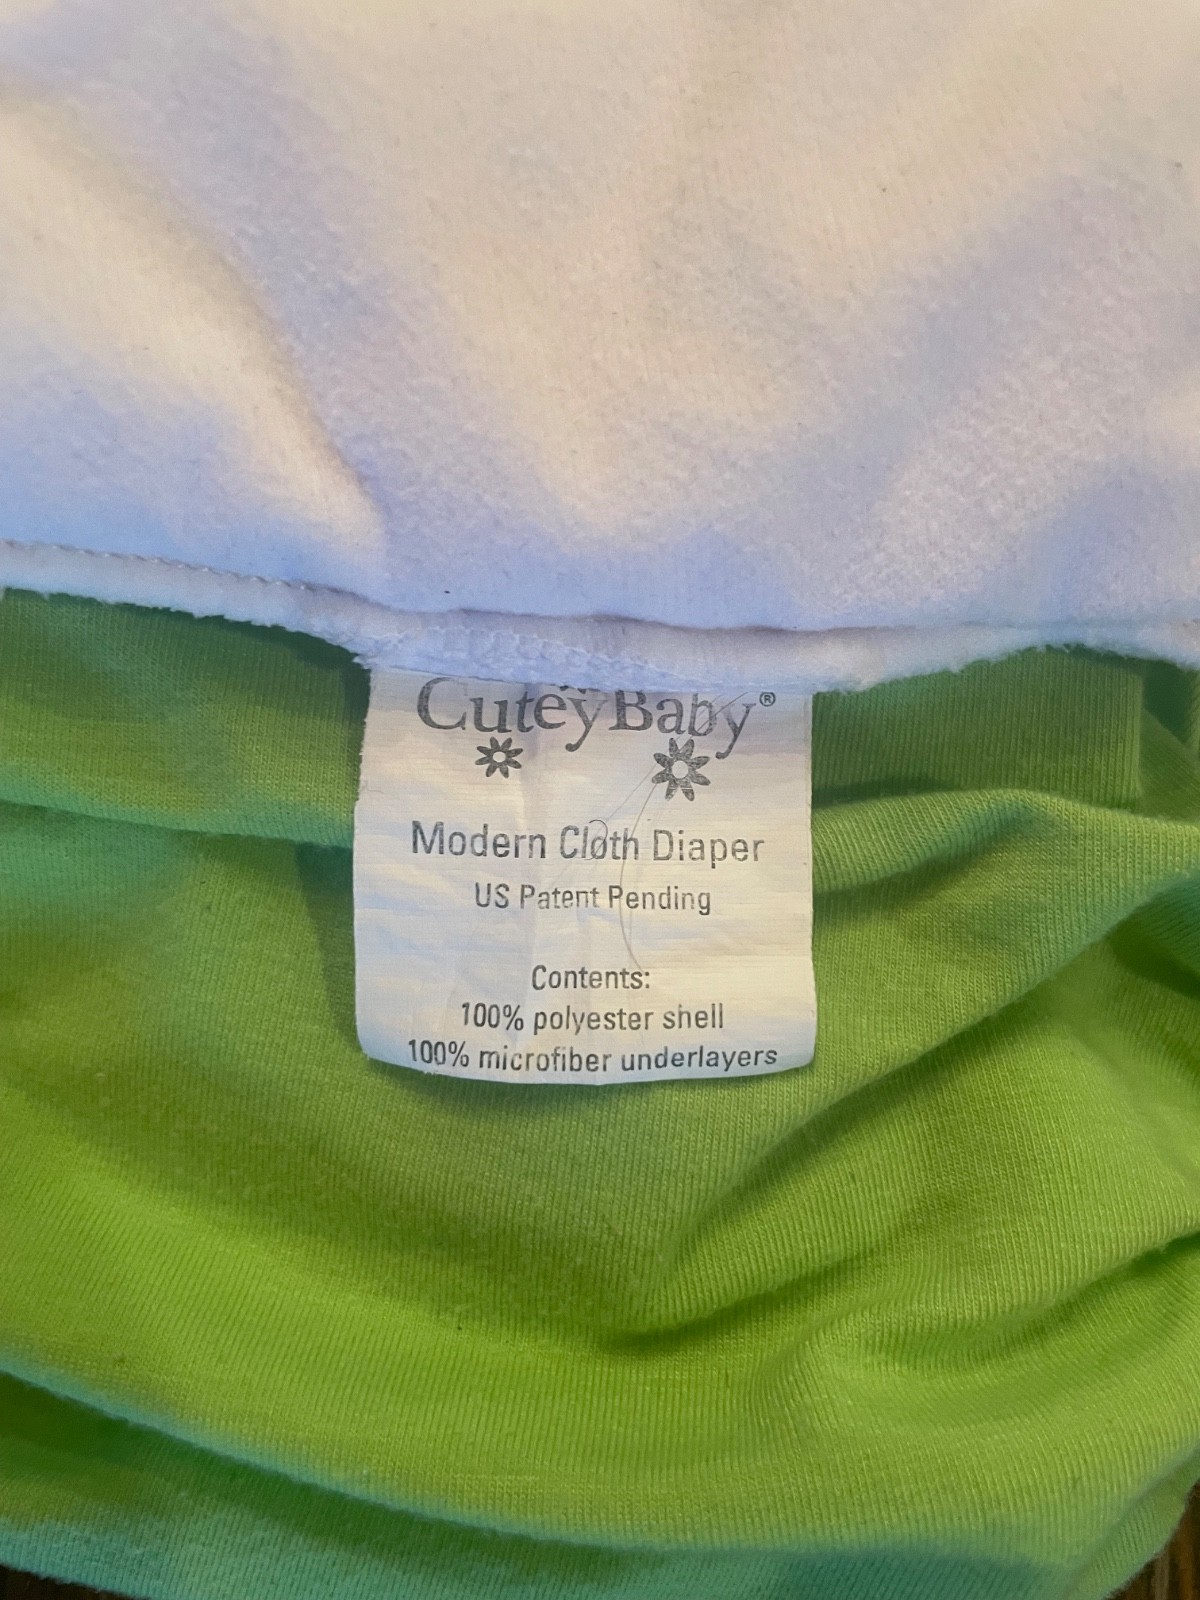 CuteyBaby®
Modern Cloth Diaper
US Patent Pending
Contents:
100% polyester shell
100% microfiber underlayers